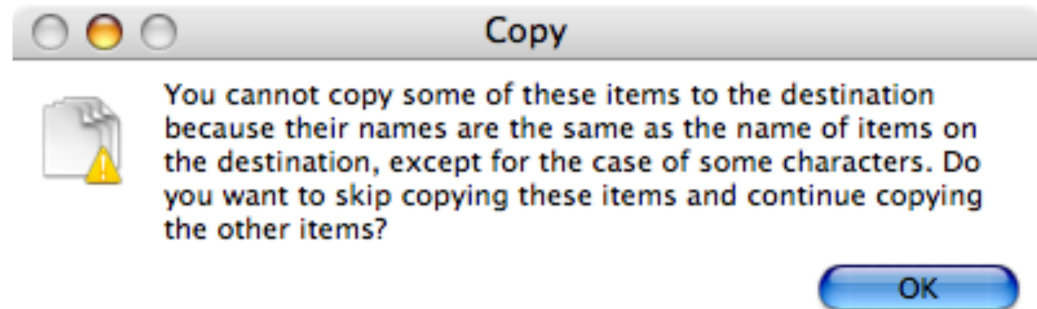 Copy
You cannot copy some of these items to the destination
because their names are the same as the name of items on
the destination, except for the case of some characters. Do
you want to skip copying these items and continue copying
the other items?
OK